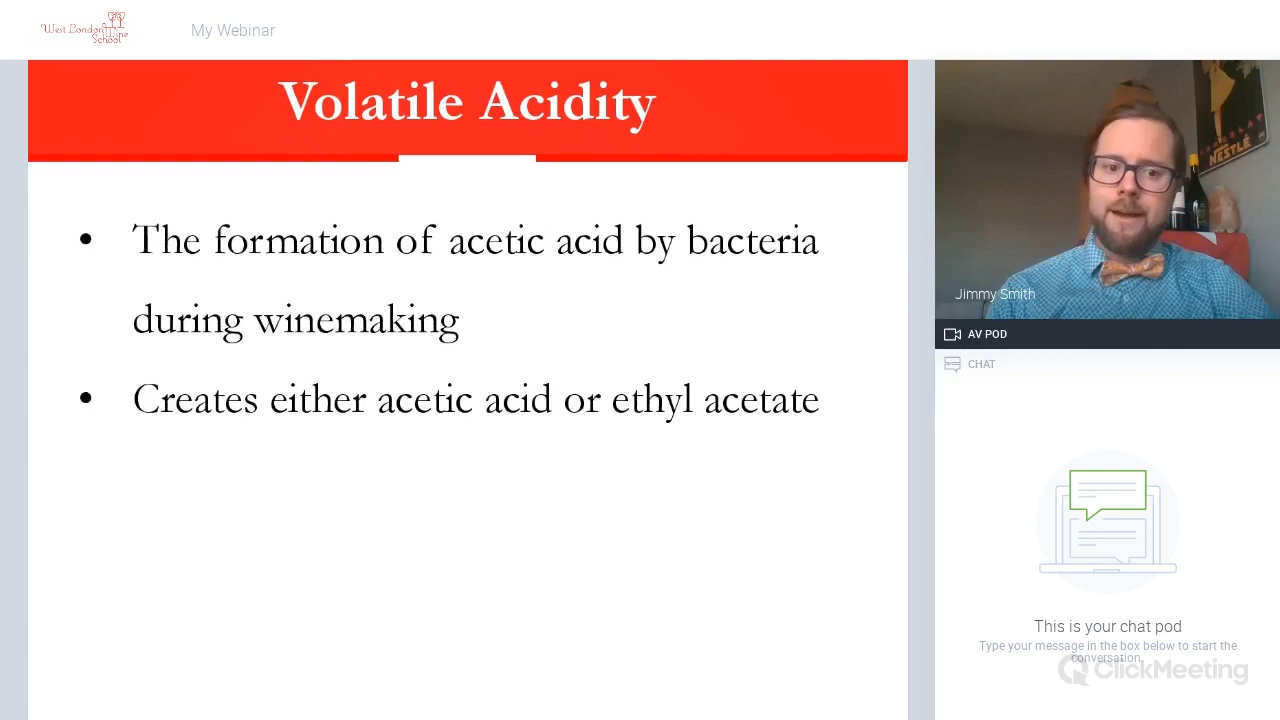 West London Wine
School
My Webinar
Volatile Acidity
• The formation of acetic acid by bacteria
during winemaking
• Creates either acetic acid or ethyl acetate
NESTLÉ
Jimmy Smith
AV POD
CHAT
This is your chat pod
Type your message in the box below to start the
conversation.
ClickMeeting